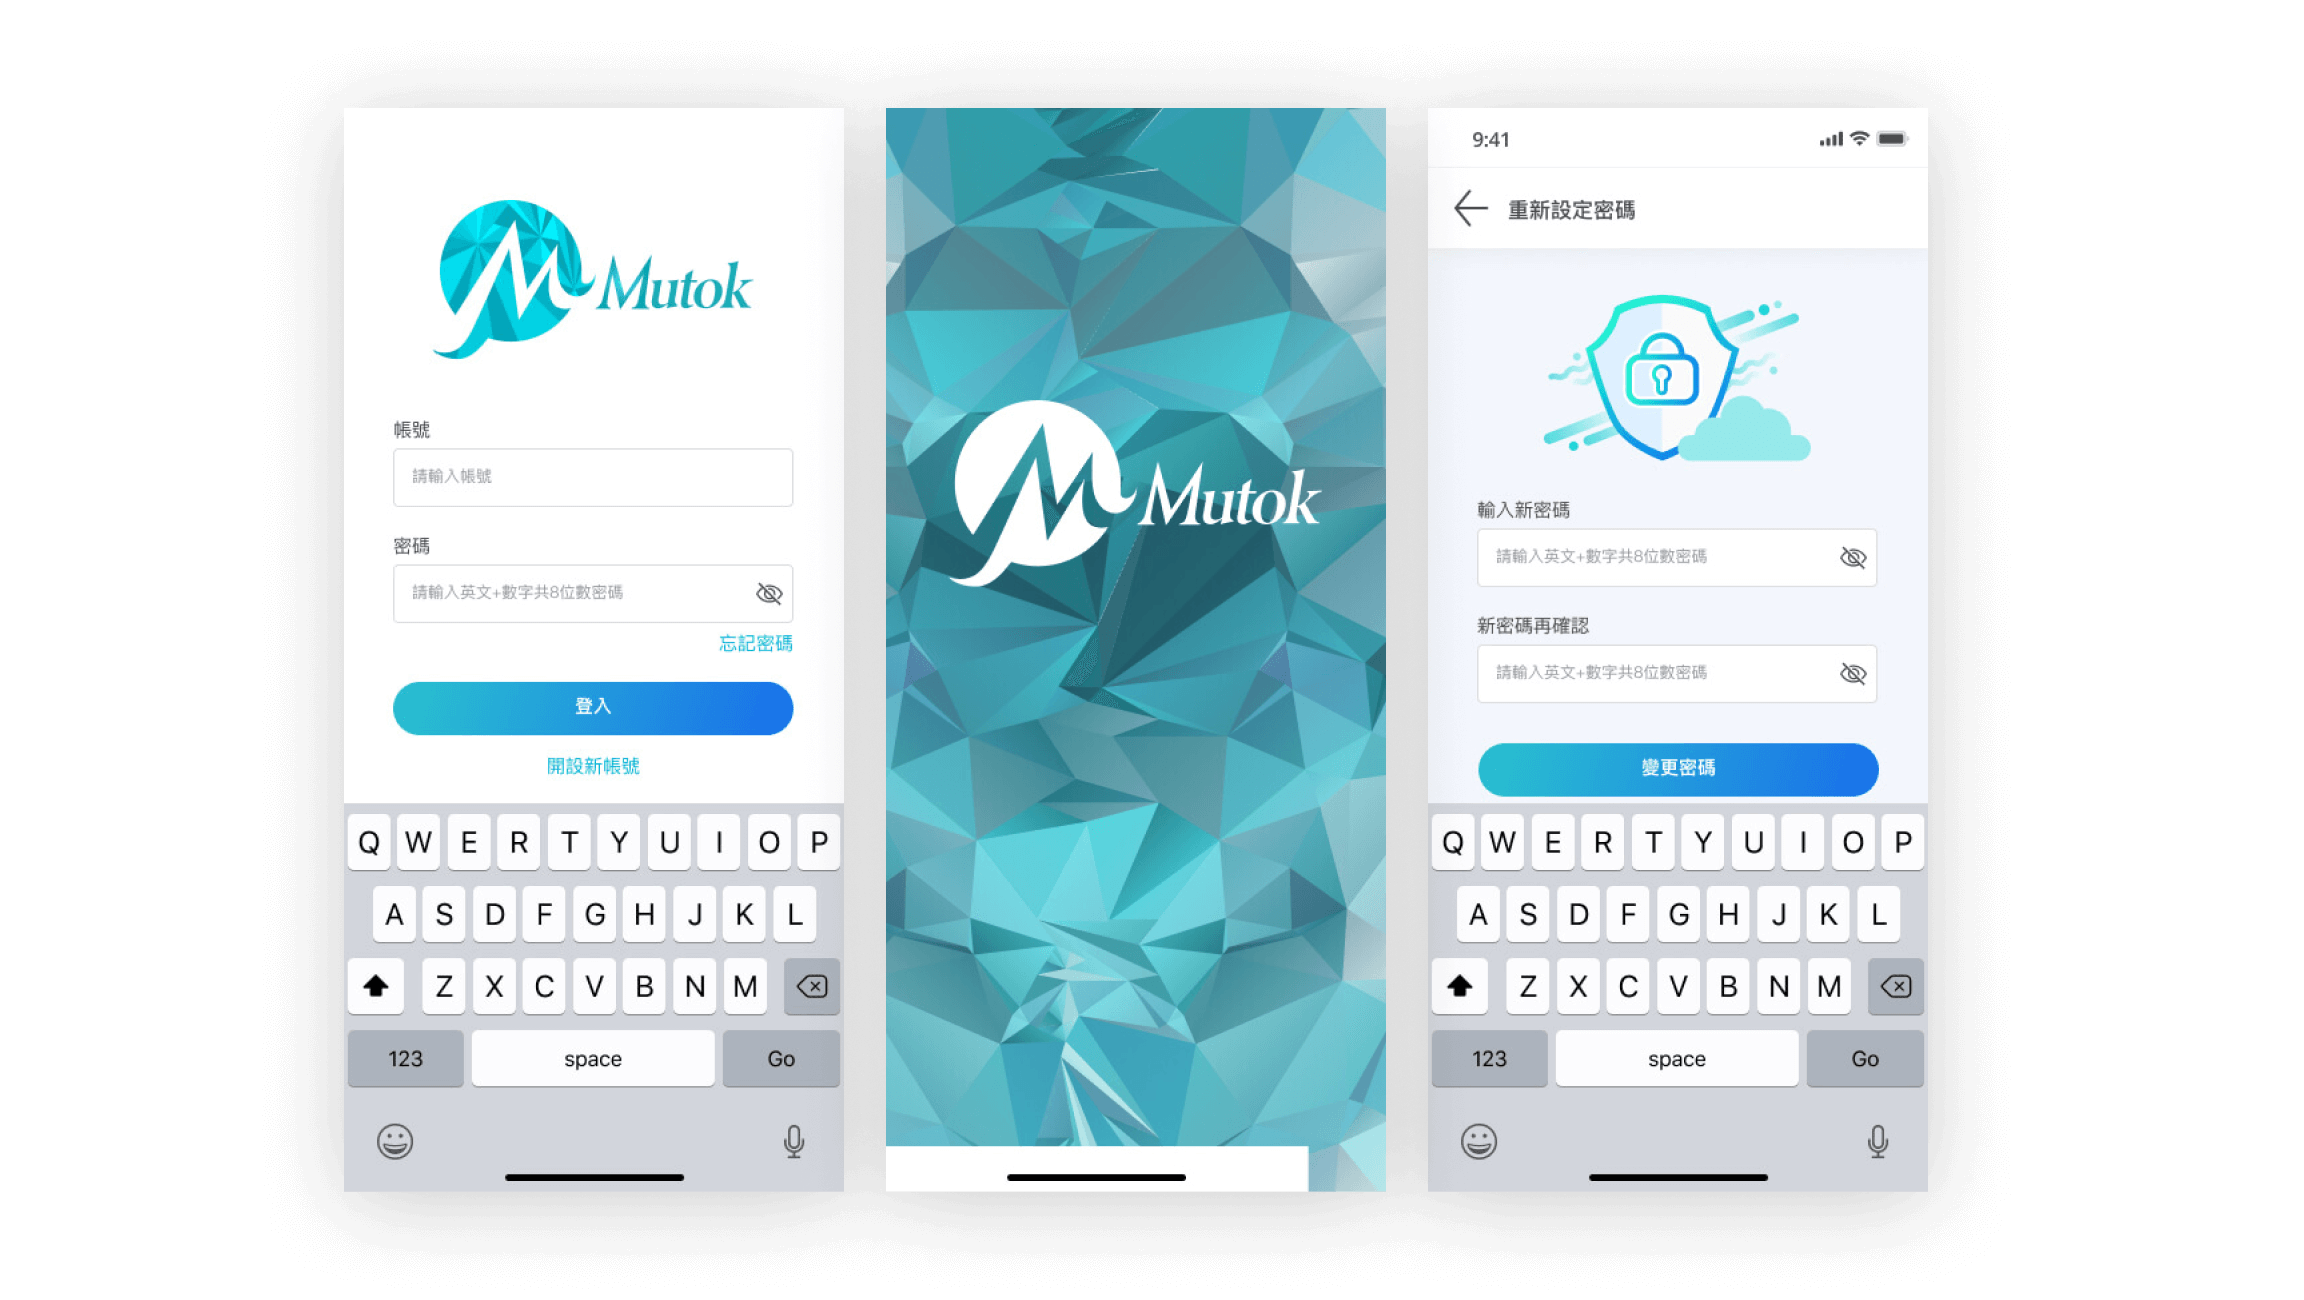 Mutok
帳號
請輸入帳號
密碼
請輸入英文+數字共8位數密碼
忘記密碼
登入
開設新帳號
Q W E R T Y U I O P
A S D F G H J K L
Z X C V B N M
123 space Go
Mutok
9:41
重新設定密碼
輸入新密碼
請輸入英文+數字共8位數密碼
新密碼再確認
請輸入英文+數字共8位數密碼
變更密碼
Q W E R T Y U I O P
A S D F G H J K L
Z X C V B N M
123 space Go